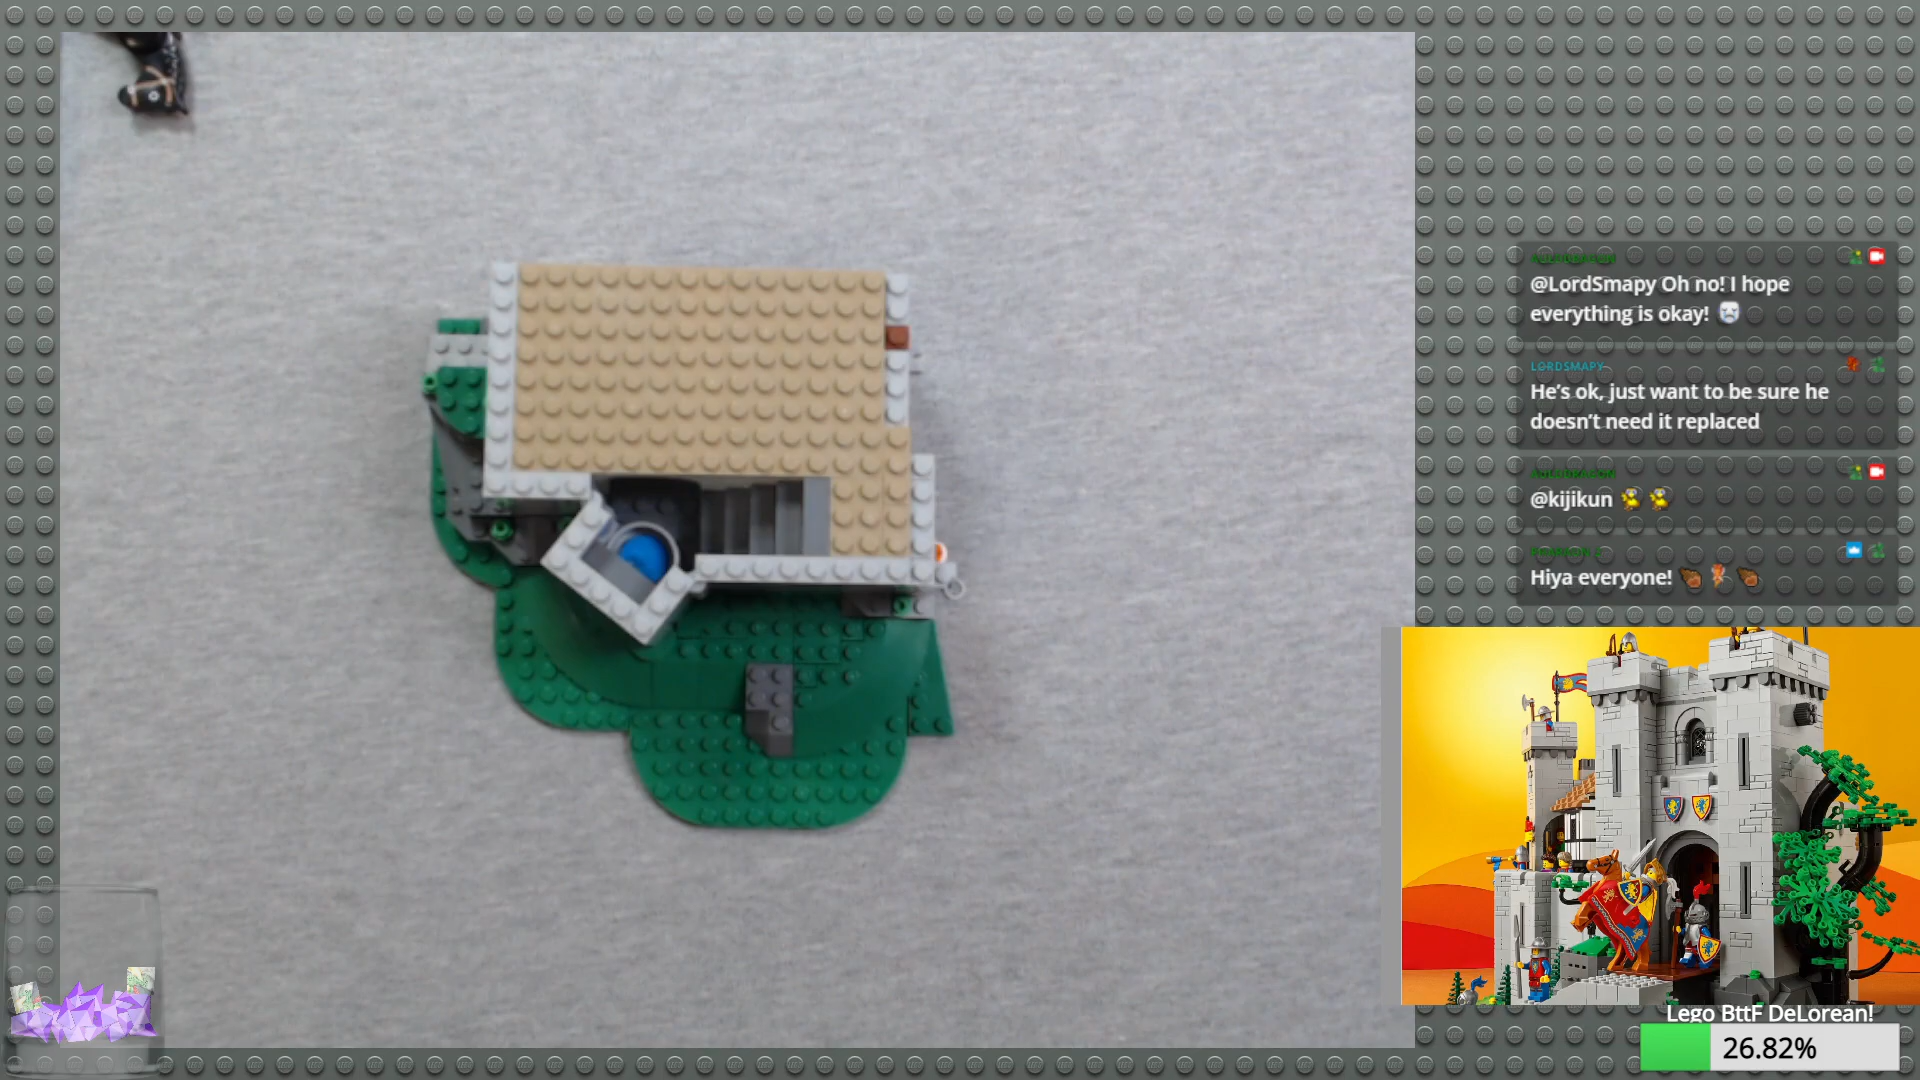 @LordSmapy Oh no! I hope
everything is okay!
LORDSMAPY
He's ok, just want to be sure he
doesn't need it replaced
@kijikun
Hiya everyone!
Lego BttF DeLorean!
26.82%